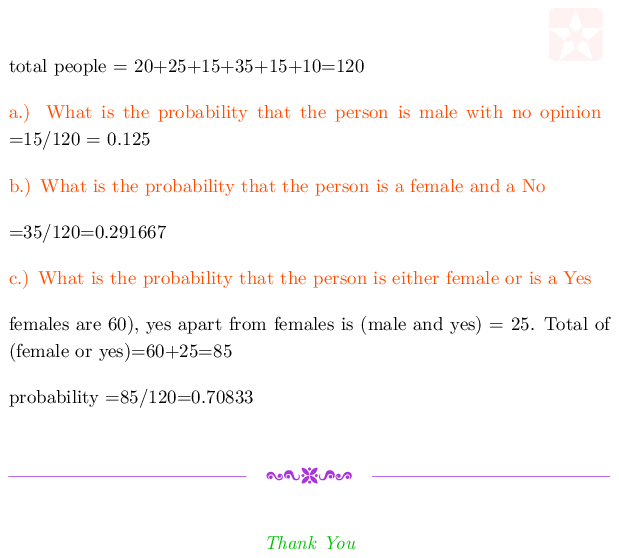 total people = 20+25+15+35+15+10=120
a.) What is the probability that the person is male with no opinion
=15/120 = 0.125
b.) What is the probability that the person is a female and a No
=35/120=0.291667
c.) What is the probability that the person is either female or is a Yes
females are 60), yes apart from females is (male and yes) = 25. Total of
(female or yes)=60+25=85
probability =85/120=0.70833
Thank You